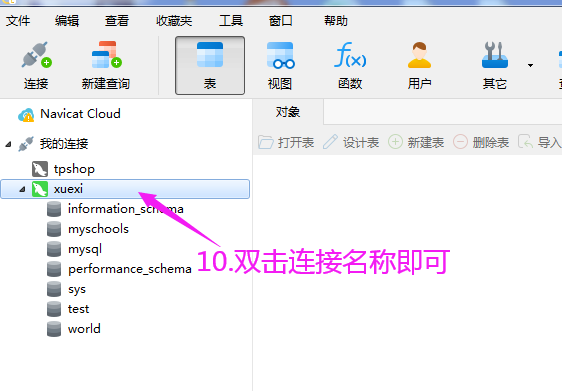 文件 编辑 查看 收藏夹 工具 窗口 帮助
连接 新建查询 表 视图 函数 用户 其它
Navicat Cloud 对象
我的连接 打开表 设计表 新建表 删除表 导入
tpshop
xuexi
information_schema
myschools
mysql
performance_schema 10.双击连接名称即可
sys
test
world